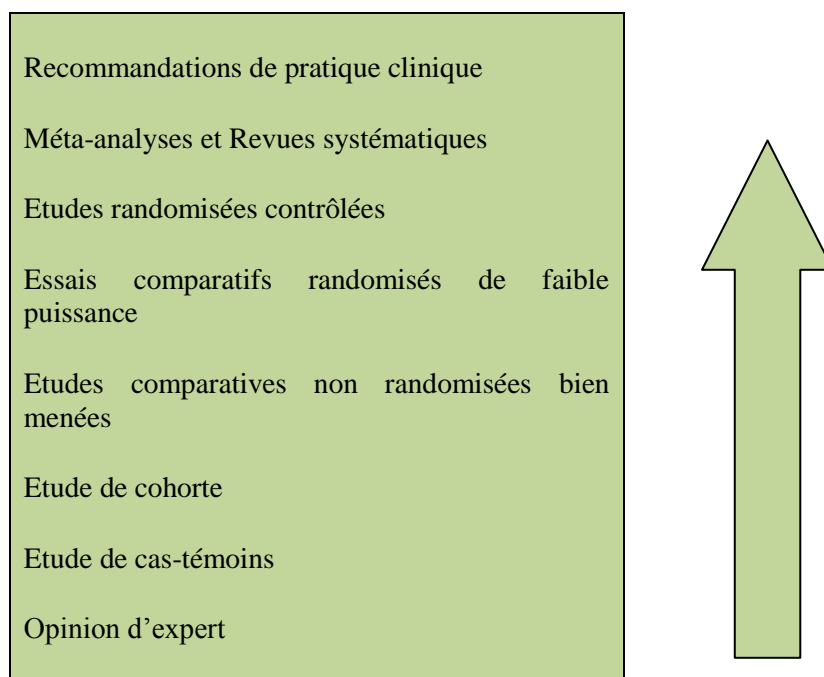 Recommandations de pratique clinique
Méta-analyses et Revues systématiques
Etudes randomisées contrôlées
Essais comparatifs randomisés de faible
puissance
Etudes comparatives non randomisées bien
menées
Etude de cohorte
Etude de cas-témoins
Opinion d’expert